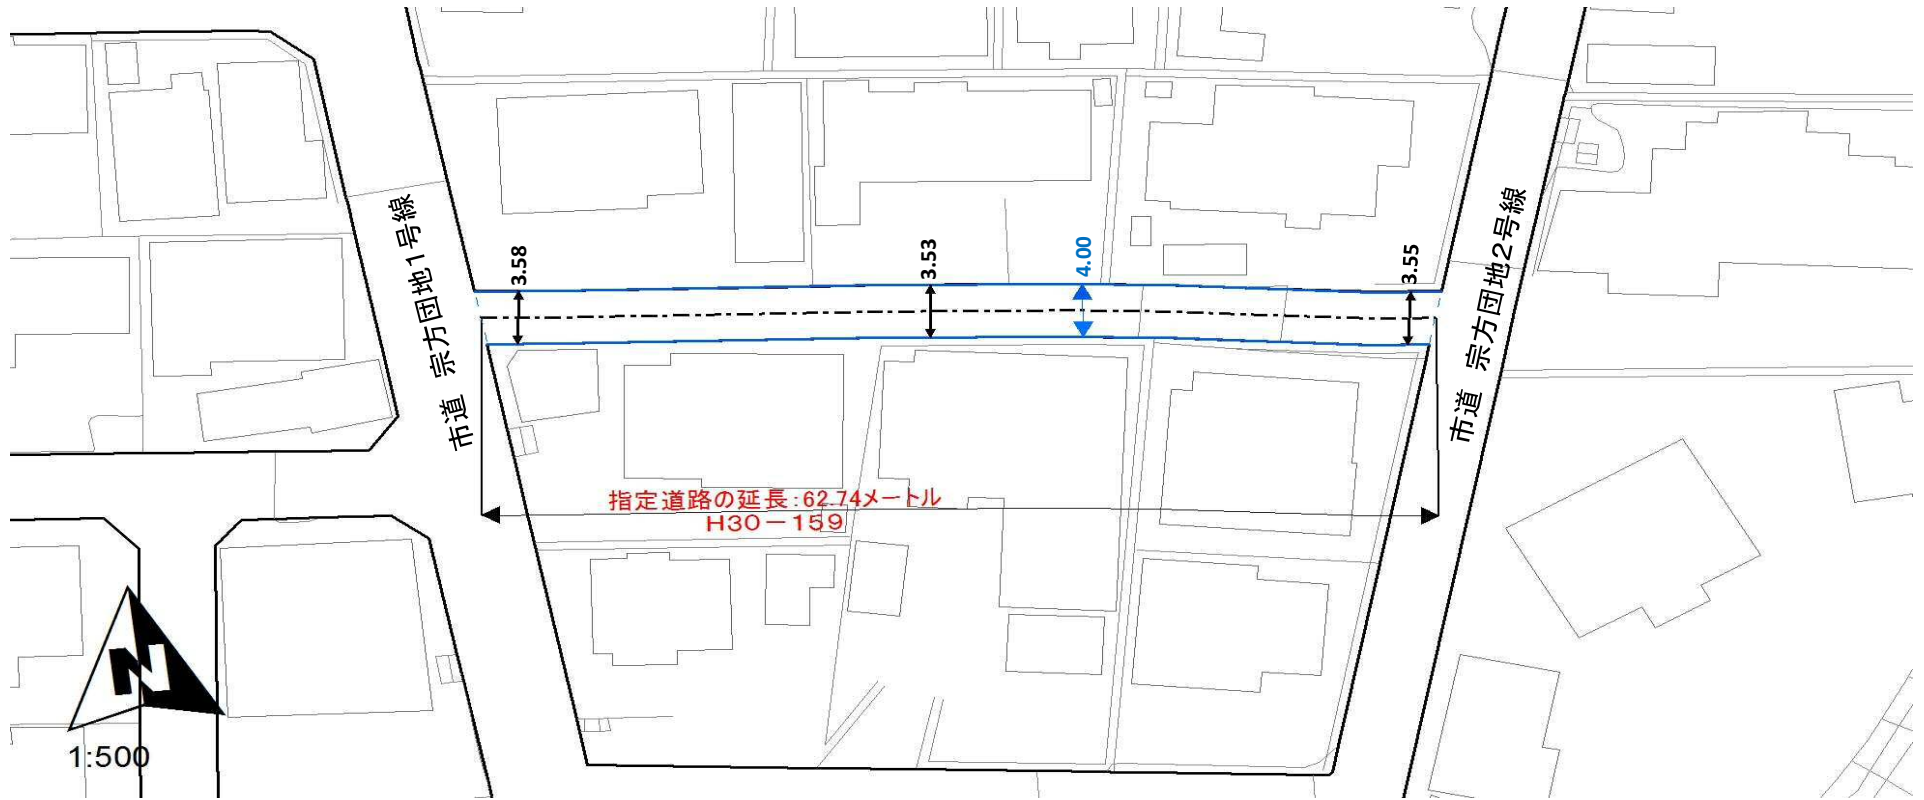 市道 宗方団地1号線
3.58
3.53
4.00
3.55
市道 宗方団地2号線
指定道路の延長:62.74メートル
H30-159
N
1:500